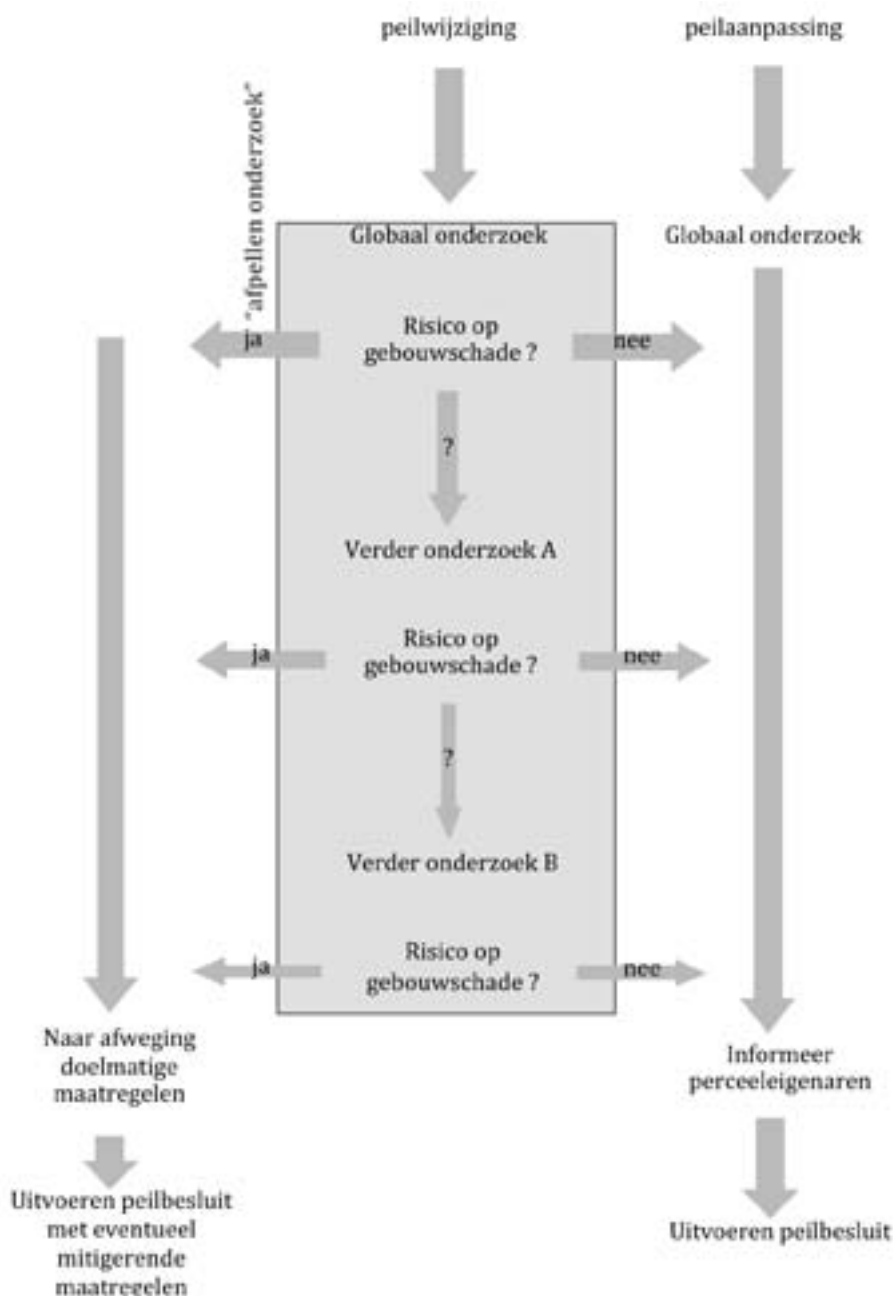 peilwijziging
peilaanpassing
"afpellen onderzoek"
Globaal onderzoek
Globaal onderzoek
Risico op
gebouwschade ?
ja
nee
?
Verder onderzoek A
Risico op
gebouwschade ?
ja
nee
?
Verder onderzoek B
Risico op
gebouwschade ?
ja
nee
Naar afweging
doelmatige
maatregelen
Informeer
perceeleigenaren
Uitvoeren peilbesluit
met eventueel
mitigerende
maatregelen
Uitvoeren peilbesluit